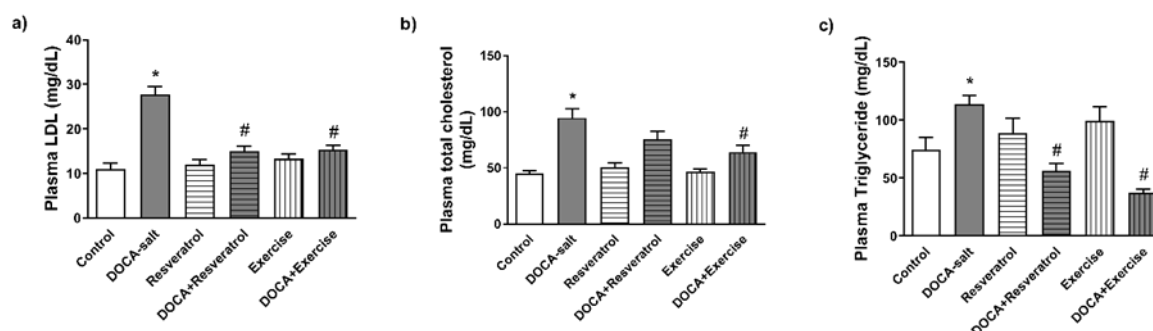 a)
Plasma LDL (mg/dL)
40
30
20
10
0
*
#
#
Control
DOCA-salt
Resveratrol
DOCA+Resveratrol
Exercise
DOCA+Exercise
b)
Plasma total cholesterol
(mg/dL)
150
100
50
0
*
#
Control
DOCA-salt
Resveratrol
DOCA+Resveratrol
Exercise
DOCA+Exercise
c)
Plasma Triglyceride (mg/dL)
150
100
50
0
*
#
#
Control
DOCA-salt
Resveratrol
DOCA+Resveratrol
Exercise
DOCA+Exercise